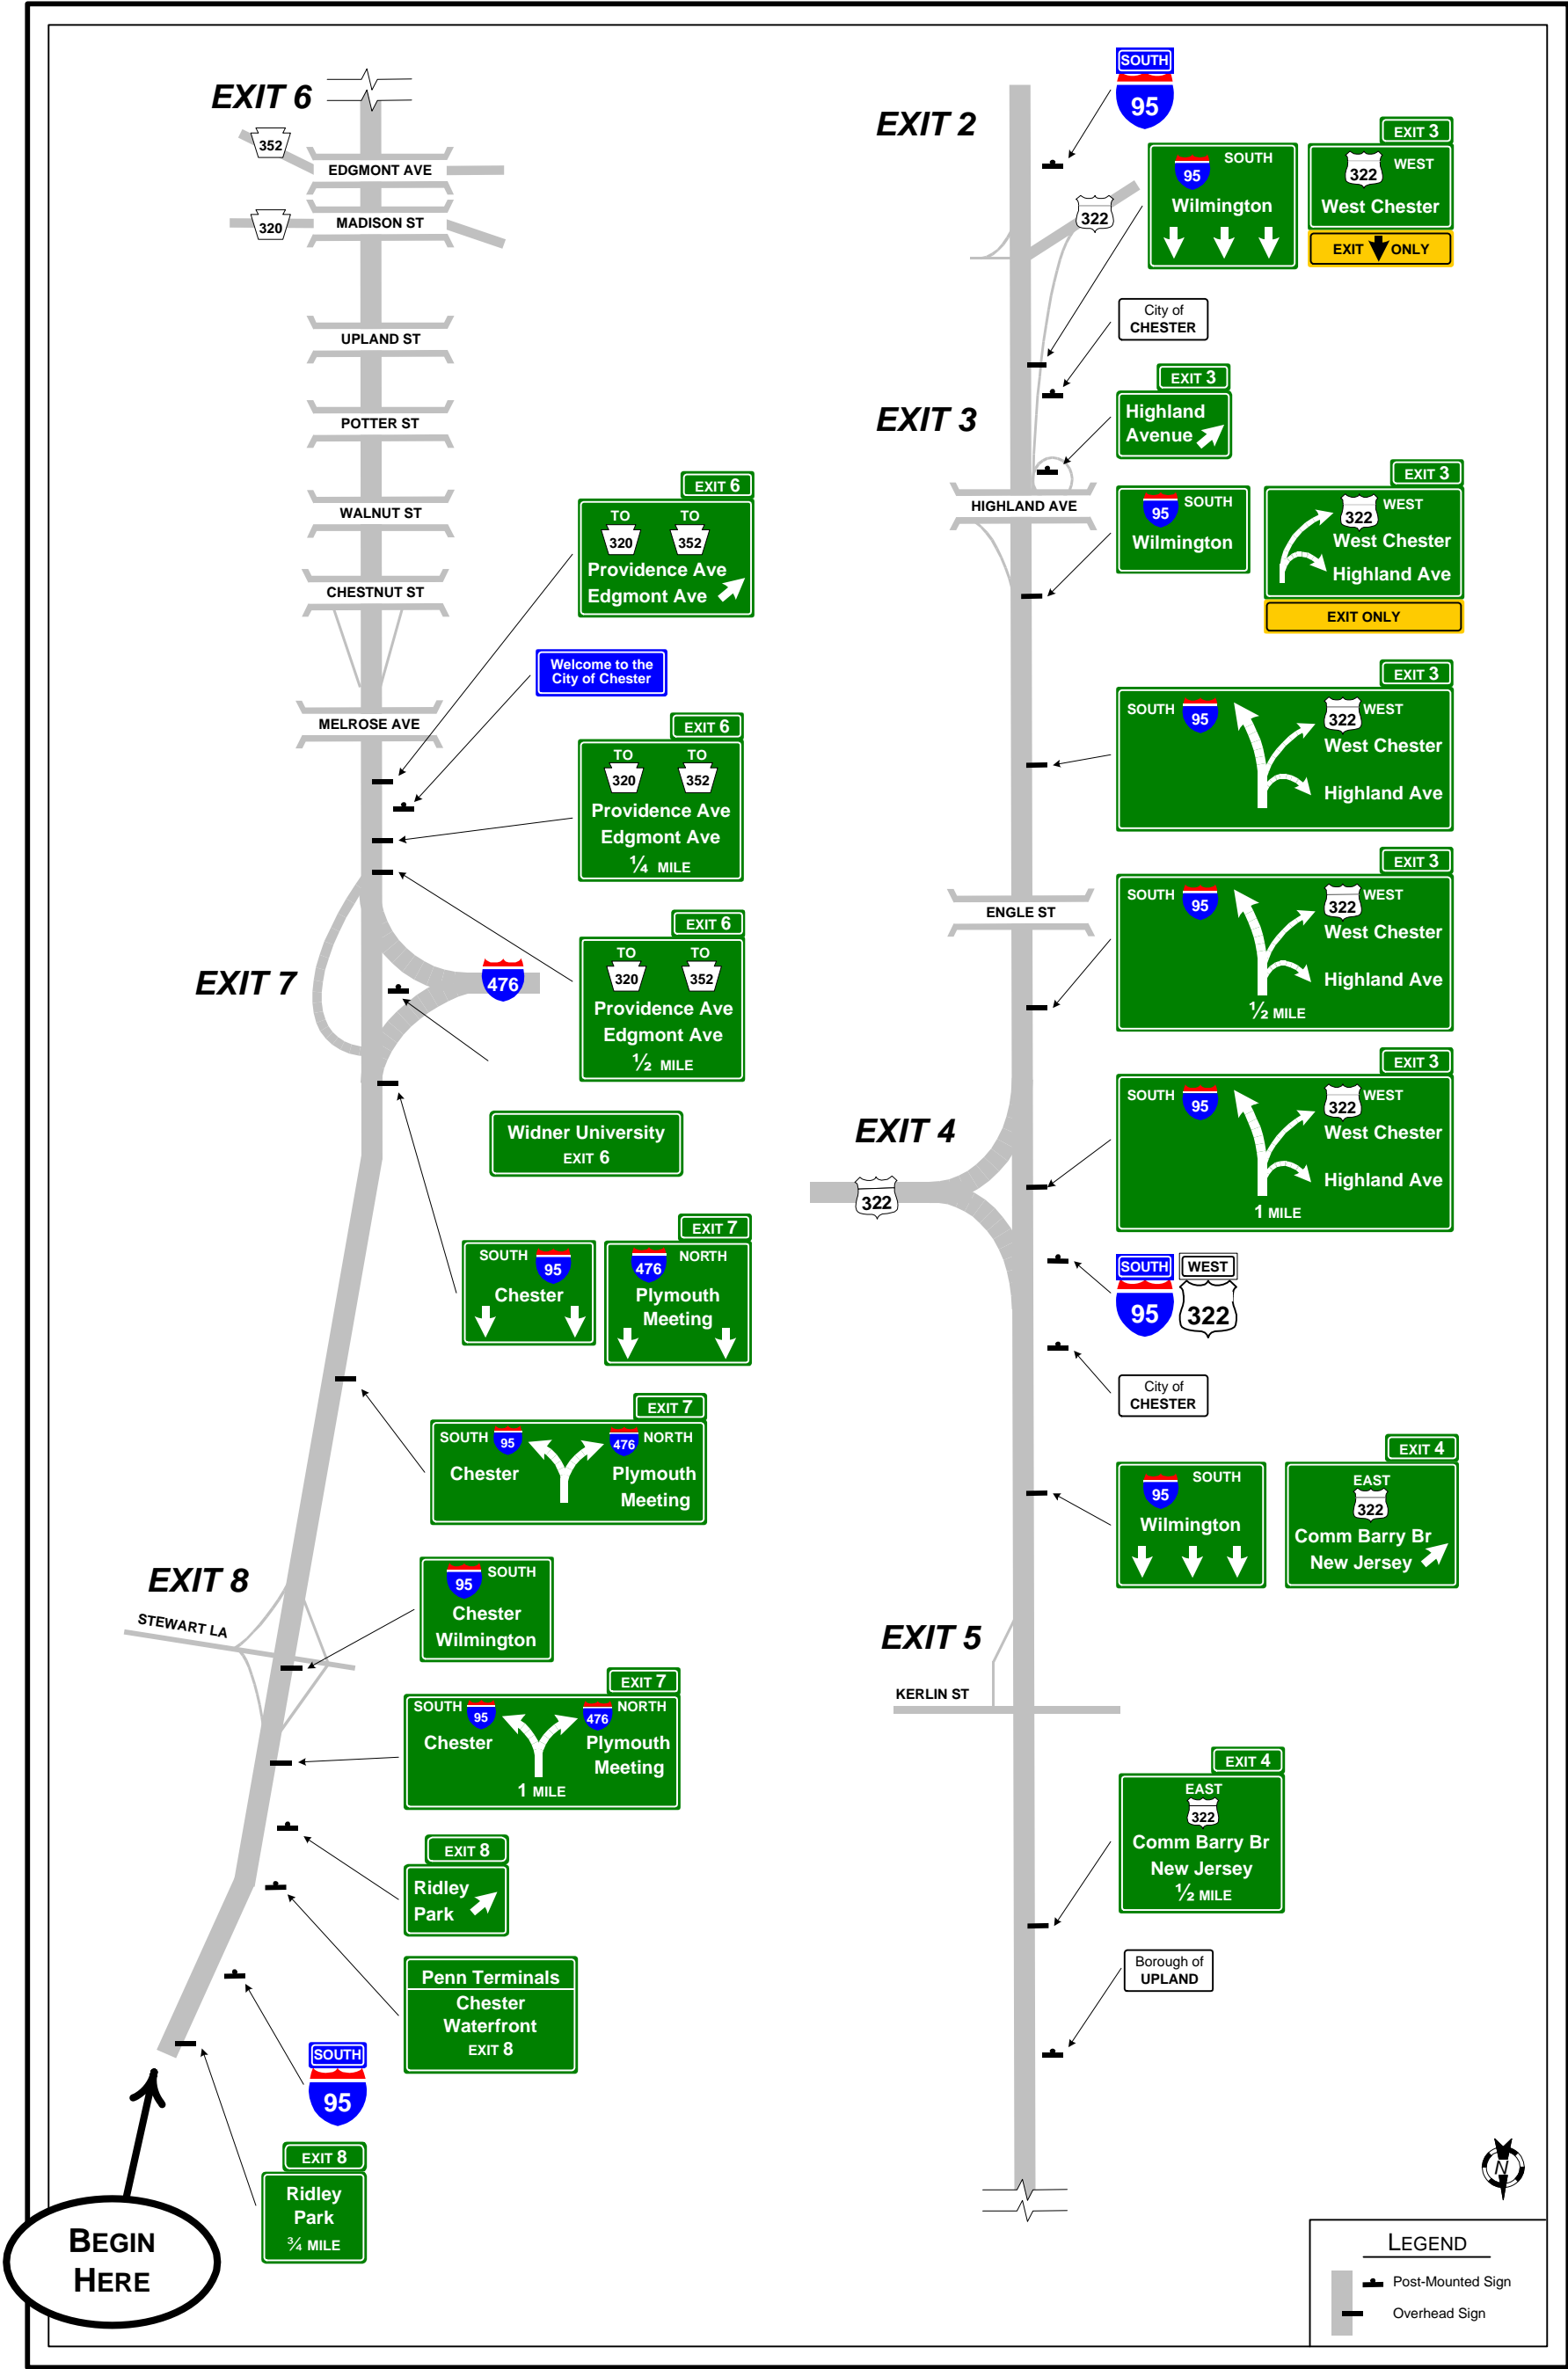 EXIT 6
352
EDGMONT AVE
320
MADISON ST
UPLAND ST
POTTER ST
WALNUT ST
CHESTNUT ST
MELROSE AVE
EXIT 6
TO TO
320 352
Providence Ave
Edgmont Ave
Welcome to the
City of Chester
EXIT 6
TO TO
320 352
Providence Ave
Edgmont Ave
¼ MILE
EXIT 6
TO TO
320 352
Providence Ave
Edgmont Ave
½ MILE
EXIT 7
476
Widner University
EXIT 6
SOUTH 95
Chester
EXIT 7
476 NORTH
Plymouth
Meeting
EXIT 7
SOUTH 95 476 NORTH
Chester Plymouth
Meeting
EXIT 8
STEWART LA
95 SOUTH
Chester
Wilmington
EXIT 7
SOUTH 95 476 NORTH
Chester Plymouth
Meeting
1 MILE
EXIT 8
Ridley
Park
Penn Terminals
Chester
Waterfront
EXIT 8
SOUTH
95
EXIT 8
Ridley
Park
¾ MILE
BEGIN
HERE
EXIT 2
SOUTH
95
322
95 SOUTH
Wilmington
EXIT 3
322 WEST
West Chester
EXIT ONLY
City of
CHESTER
EXIT 3
EXIT 3
Highland
Avenue
HIGHLAND AVE
95 SOUTH
Wilmington
EXIT 3
322 WEST
West Chester
Highland Ave
EXIT ONLY
EXIT 3
SOUTH 95 322 WEST
West Chester
Highland Ave
ENGLE ST
EXIT 3
SOUTH 95 322 WEST
West Chester
Highland Ave
½ MILE
EXIT 4
322
EXIT 3
SOUTH 95 322 WEST
West Chester
Highland Ave
1 MILE
SOUTH WEST
95 322
City of
CHESTER
95 SOUTH
Wilmington
EXIT 4
EAST
322
Comm Barry Br
New Jersey
EXIT 5
KERLIN ST
EXIT 4
EAST
322
Comm Barry Br
New Jersey
½ MILE
Borough of
UPLAND
N
LEGEND
Post-Mounted Sign
Overhead Sign